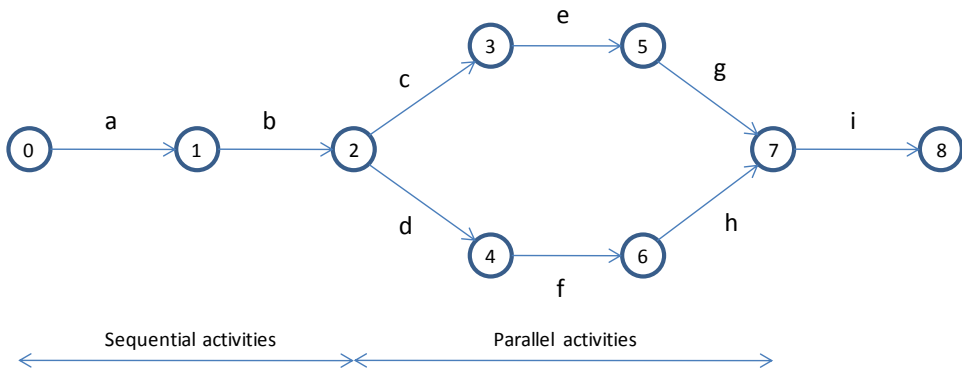 e
3
5
c
g
a
b
i
0
1
2
7
8
d
h
4
6
f
Sequential activities
Parallel activities